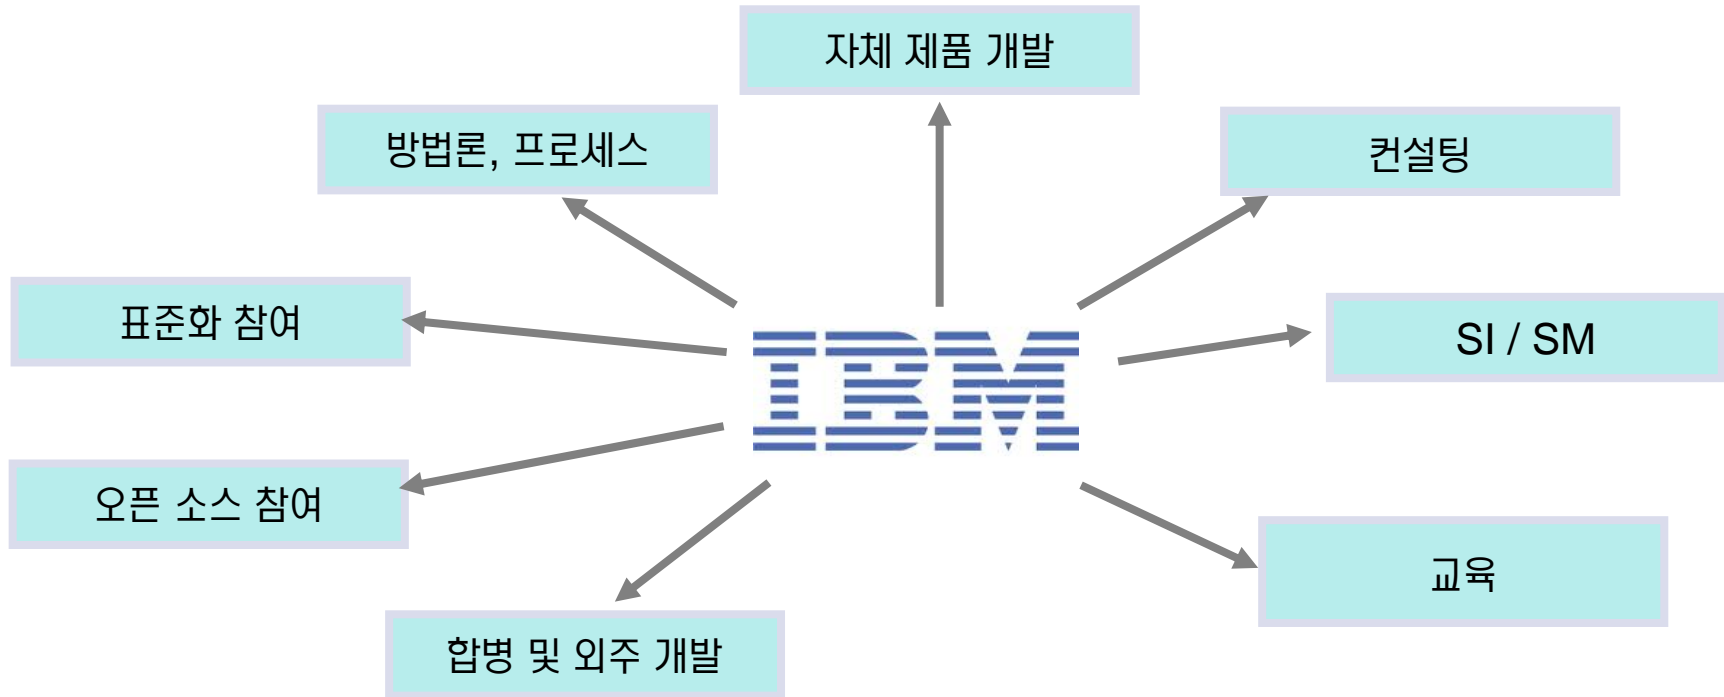 자체 제품 개발
방법론, 프로세스
컨설팅
표준화 참여
SI / SM
IBM
오픈 소스 참여
교육
합병 및 외주 개발